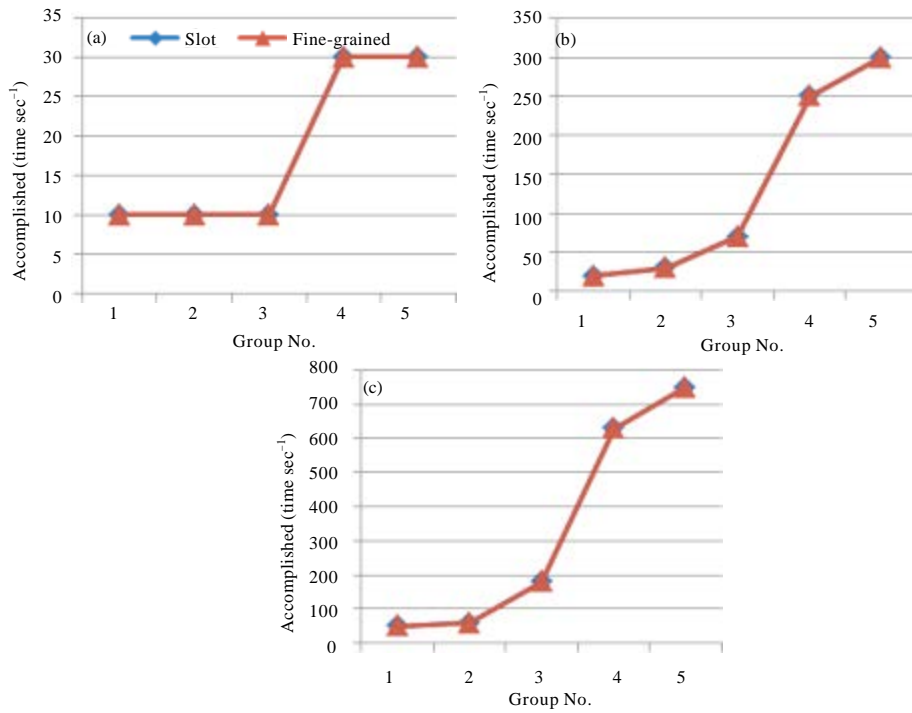 (a)
Slot
Fine-grained
Accomplished (time sec⁻¹)
35
30
25
20
15
10
5
0
1 2 3 4 5
Group No.
(b)
Accomplished (time sec⁻¹)
350
300
250
200
150
100
50
0
1 2 3 4 5
Group No.
(c)
Accomplished (time sec⁻¹)
800
700
600
500
400
300
200
100
0
1 2 3 4 5
Group No.